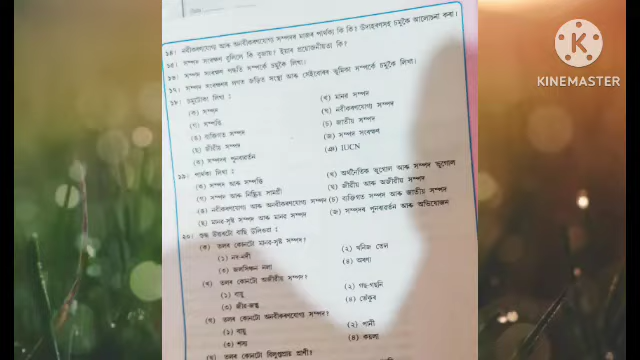 ১৪। নবীকৰণযোগ্য আৰু অনবীকৰণযোগ্য সম্পদৰ মাজৰ পাৰ্থক্য কি কি? উদাহৰণসহ চমুকৈ আলোচনা কৰা।
১৫। সম্পদ সংৰক্ষণ বুলিলে কি বুজায়? ইয়াৰ প্ৰয়োজনীয়তা কি?
১৬। সম্পদ সংৰক্ষণ পদ্ধতি সম্পৰ্কে চমুকৈ লিখা।
১৭। সম্পদ সংৰক্ষণৰ লগত জড়িত সংস্থা আৰু সেইবোৰৰ ভূমিকা সম্পৰ্কে চমুকৈ লিখা।
১৮। চমুটোকা লিখা :
(ক) সম্পদ (খ) মানৱ সম্পদ
(গ) সম্পত্তি (ঘ) নবীকৰণযোগ্য সম্পদ
(ঙ) ব্যক্তিগত সম্পদ (চ) জাতীয় সম্পদ
(ছ) জৈৱিক সম্পদ (জ) সম্পদ সংৰক্ষণ
(ঝ) সম্পদৰ পুনৰাৱৰ্তন (ঞ) IUCN
১৯। পাৰ্থক্য লিখা :
(ক) সম্পদ আৰু সম্পত্তি (খ) অৰ্থনৈতিক ভূগোল আৰু সম্পদ ভূগোল
(গ) সম্পদ আৰু নিষ্ক্ৰিয় সামগ্ৰী (ঘ) জৈৱিক আৰু অজৈৱিক সম্পদ
(ঙ) নবীকৰণযোগ্য আৰু অনবীকৰণযোগ্য সম্পদ (চ) ব্যক্তিগত সম্পদ আৰু জাতীয় সম্পদ
(ছ) মানৱ-সৃষ্ট সম্পদ আৰু মানৱ সম্পদ (জ) সম্পদৰ পুনৰাৱৰ্তন আৰু অভিযোজন
২০। শুদ্ধ উত্তৰটো বাছি উলিওৱা :
(ক) তলৰ কোনটো মানৱ-সৃষ্ট সম্পদ?
(১) নদ-নদী (২) খনিজ তেল
(৩) জলসিঞ্চন নলা (৪) অৰণ্য
(খ) তলৰ কোনটো অজৈৱিক সম্পদ?
(১) বায়ু (২) গছ-গছনি
(৩) জীৱ-জন্তু (৪) ভেঁকুৰ
(গ) তলৰ কোনটো অনবীকৰণযোগ্য সম্পদ?
(১) বায়ু (২) পানী
(৩) শস্য (৪) কয়লা
(ঘ) তলৰ কোনটো বিলুপ্তপ্ৰায় প্ৰাণী?
K
KINEMASTER